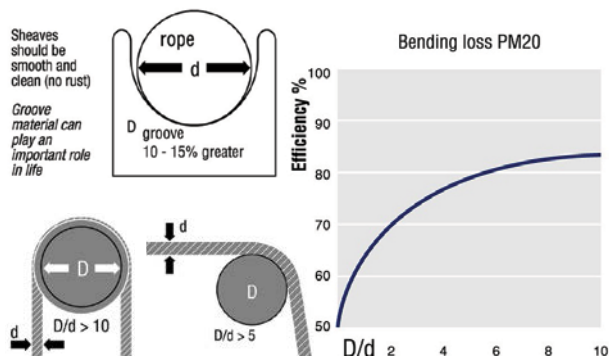 Sheaves
should be
smooth and
clean (no rust)
Groove
material can
play an
important role
in life
rope
d
D groove
10 - 15% greater
D
D/d > 10
d
d
D
D/d > 5
Bending loss PM20
Efficiency %
100
90
80
70
60
50
D/d 2 4 6 8 10